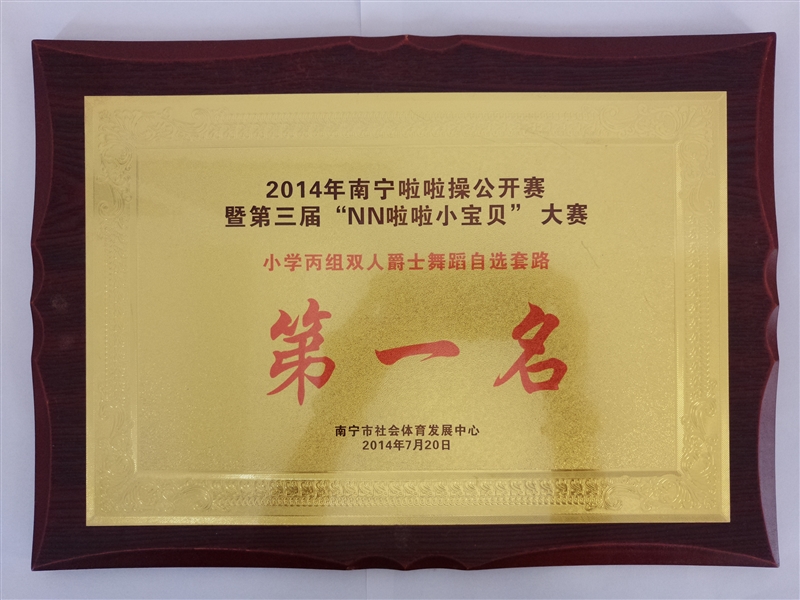 2014年南宁啦啦操公开赛
暨第三届“NN啦啦小宝贝” 大赛
小学丙组双人爵士舞蹈自选套路
第一名
南宁市社会体育发展中心
2014年7月20日